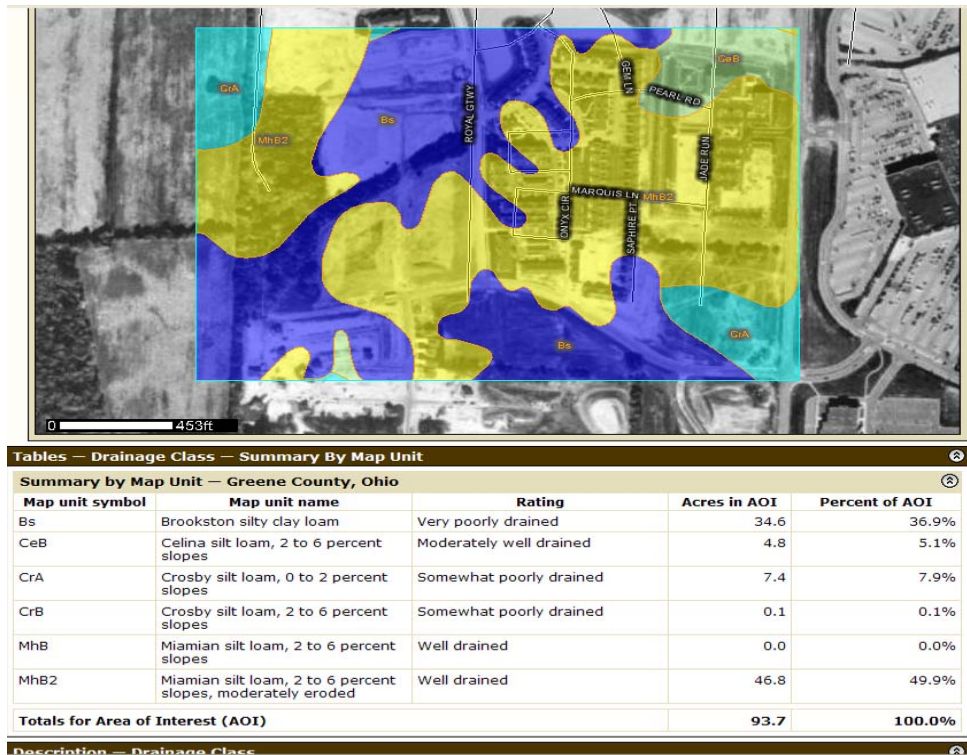 CrA
MhB2
Bs
ROYAL GTWY
GEM LN
PEARL RD
CeB
JADE RUN
MARQUIS LN
MhB2
ONYX CIR
SAPHIRE PT
CrA
Bs
0 453ft
Tables — Drainage Class — Summary By Map Unit
Summary by Map Unit — Greene County, Ohio
Map unit symbol Map unit name Rating Acres in AOI Percent of AOI
Bs Brookston silty clay loam Very poorly drained 34.6 36.9%
CeB Celina silt loam, 2 to 6 percent Moderately well drained 4.8 5.1%
slopes
CrA Crosby silt loam, 0 to 2 percent Somewhat poorly drained 7.4 7.9%
slopes
CrB Crosby silt loam, 2 to 6 percent Somewhat poorly drained 0.1 0.1%
slopes
MhB Miamian silt loam, 2 to 6 percent Well drained 0.0 0.0%
slopes
MhB2 Miamian silt loam, 2 to 6 percent Well drained 46.8 49.9%
slopes, moderately eroded
Totals for Area of Interest (AOI) 93.7 100.0%
Description — Drainage Class